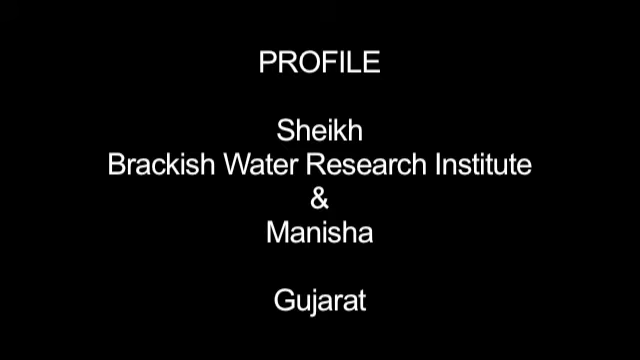 PROFILE
Sheikh
Brackish Water Research Institute
&
Manisha
Gujarat